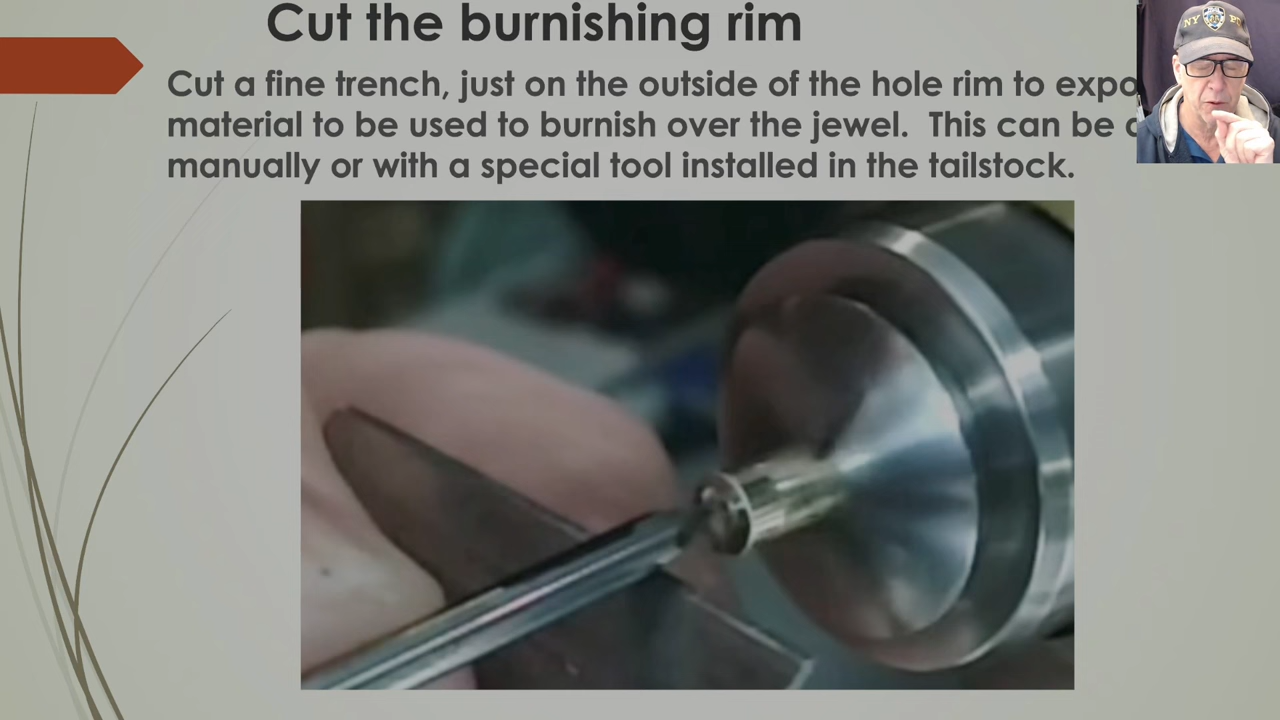 Cut the burnishing rim
Cut a fine trench, just on the outside of the hole rim to
material to be used to burnish over the jewel. This can be
manually or with a special tool installed in the tailstock.
NY